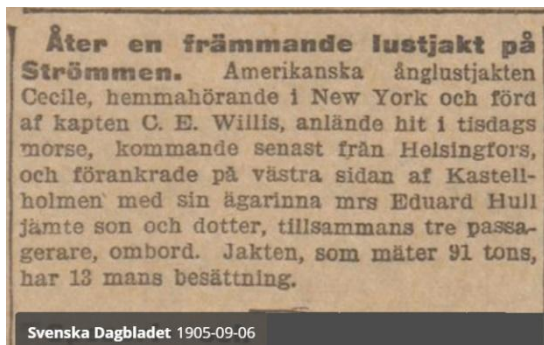 Åter en främmande lustjakt på
Strömmen. Amerikanska ånglustjakten
Cecile, hemmahörande i New York och förd
af kapten C. E. Willis, anlände hit i tisdags
morse, kommande senast från Helsingfors,
och förankrade på västra sidan af Kastell-
holmen med sin ägarinna mrs Eduard Hull
jämte son och dotter, tillsammans tre passa-
gerare, ombord. Jakten, som mäter 91 tons,
har 13 mans besättning.
Svenska Dagbladet 1905-09-06